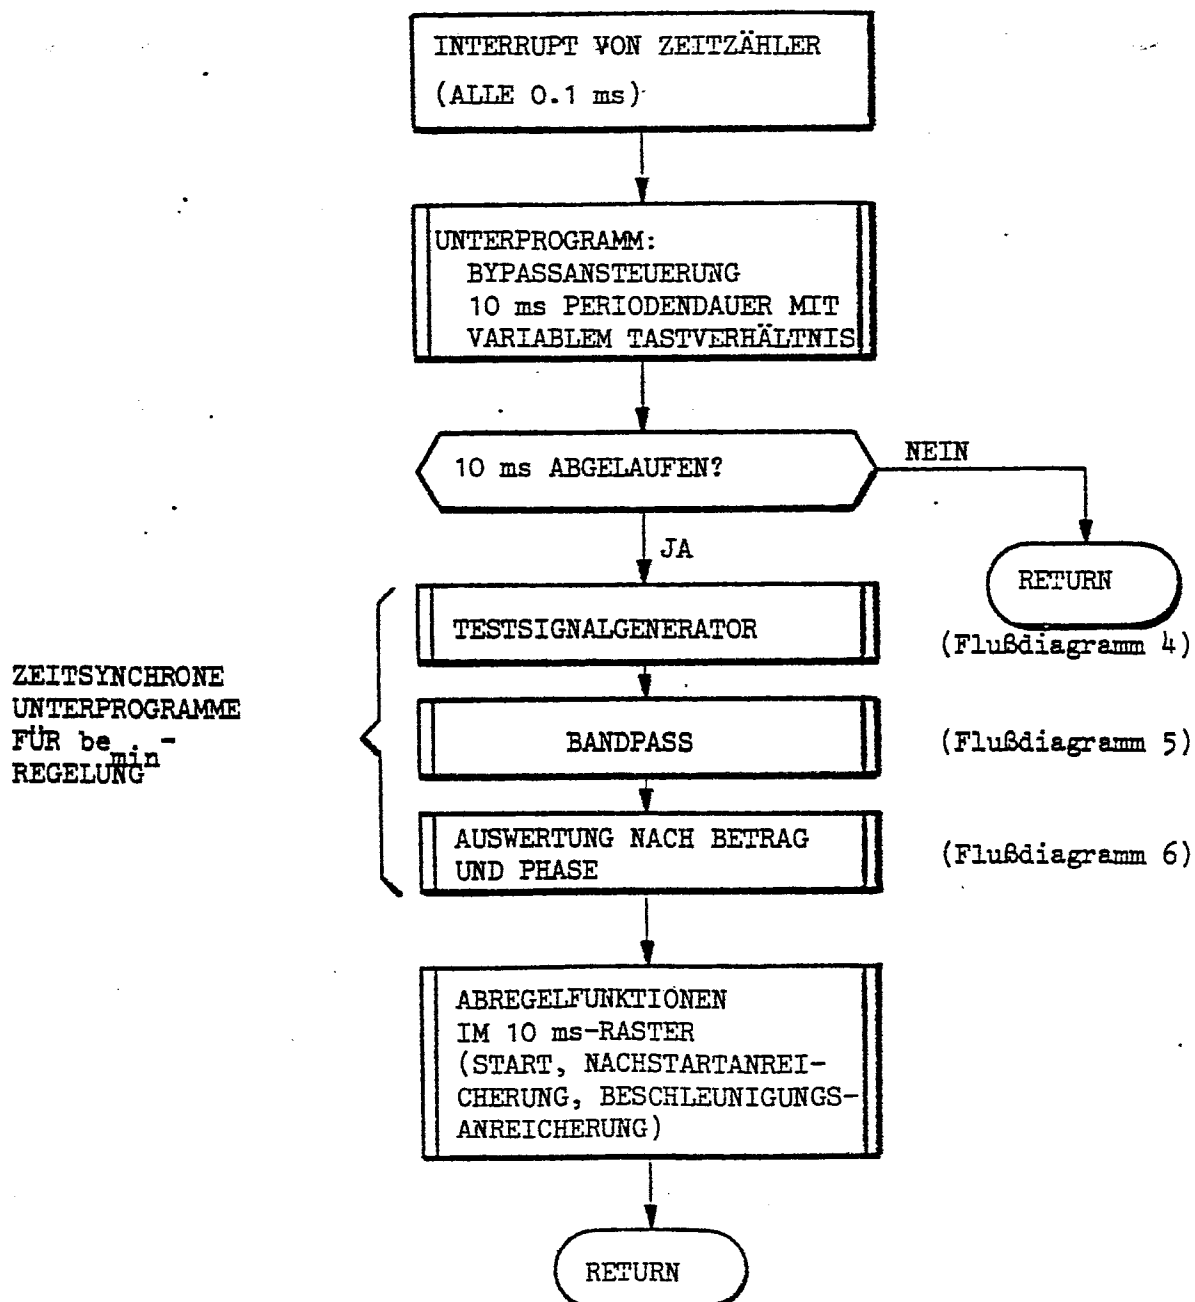 INTERRUPT VON ZEITZÄHLER
(ALLE 0.1 ms)
UNTERPROGRAMM:
BYPASSANSTEUERUNG
10 ms PERIODENDAUER MIT
VARIABLEM TASTVERHÄLTNIS
10 ms ABGELAUFEN?
NEIN
JA
RETURN
TESTSIGNALGENERATOR
(Flußdiagramm 4)
ZEITSYNCHRONE
UNTERPROGRAMME
FÜR be_min-
REGELUNG
BANDPASS
(Flußdiagramm 5)
AUSWERTUNG NACH BETRAG
UND PHASE
(Flußdiagramm 6)
ABREGELFUNKTIONEN
IM 10 ms-RASTER
(START, NACHSTARTANREI-
CHERUNG, BESCHLEUNIGUNGS-
ANREICHERUNG)
RETURN